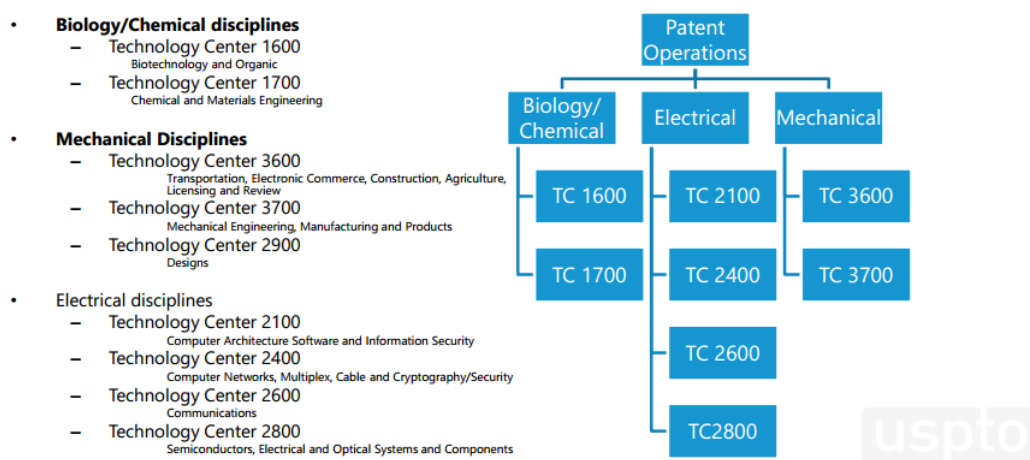 • Biology/Chemical disciplines
– Technology Center 1600
Biotechnology and Organic
– Technology Center 1700
Chemical and Materials Engineering
• Mechanical Disciplines
– Technology Center 3600
Transportation, Electronic Commerce, Construction, Agriculture,
Licensing and Review
– Technology Center 3700
Mechanical Engineering, Manufacturing and Products
– Technology Center 2900
Designs
• Electrical disciplines
– Technology Center 2100
Computer Architecture Software and Information Security
– Technology Center 2400
Computer Networks, Multiplex, Cable and Cryptography/Security
– Technology Center 2600
Communications
– Technology Center 2800
Semiconductors, Electrical and Optical Systems and Components
Patent
Operations
Biology/
Chemical
Electrical
Mechanical
TC 1600
TC 2100
TC 3600
TC 1700
TC 2400
TC 3700
TC 2600
TC2800
uspto